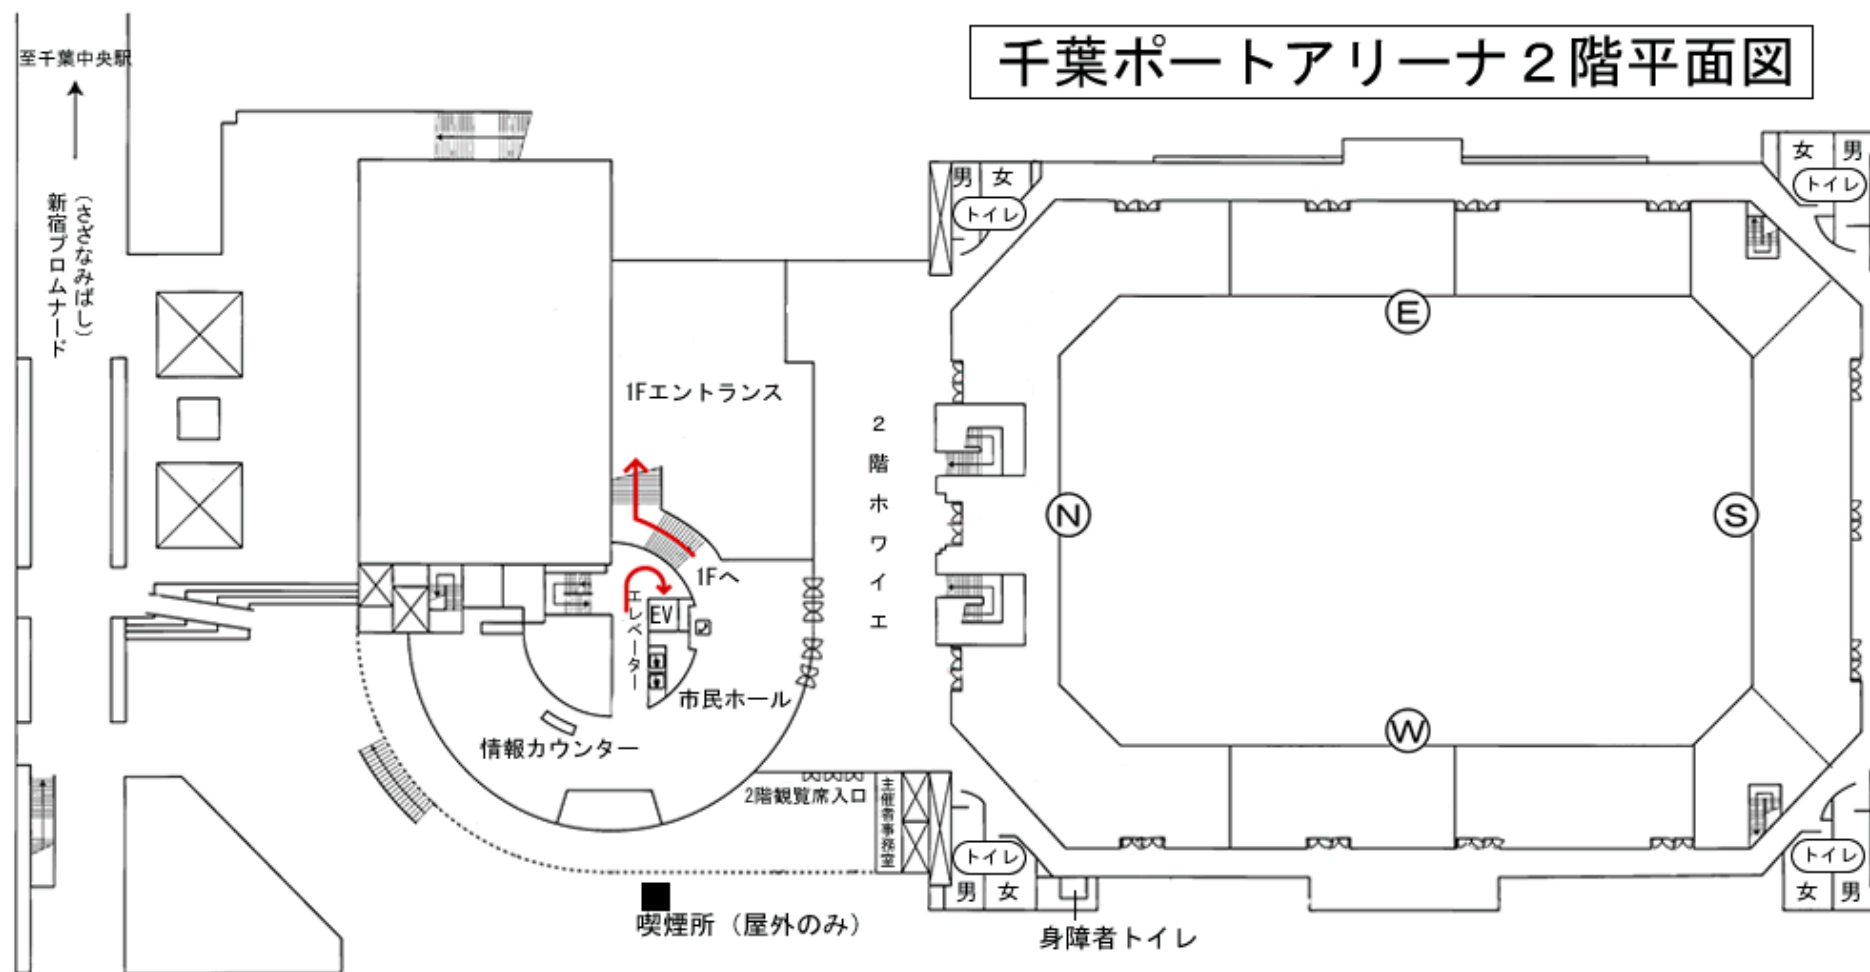 千葉ポートアリーナ２階平面図
至千葉中央駅
(さざなみばし)
新宿プロムナード
男 女
トイレ
女 男
トイレ
E
1Fエントランス
２階ホワイエ
N
S
1Fへ
エレベーター
EV
市民ホール
情報カウンター
W
2階観覧席入口
主催者事務室
トイレ
男 女
トイレ
女 男
喫煙所（屋外のみ）
身障者トイレ